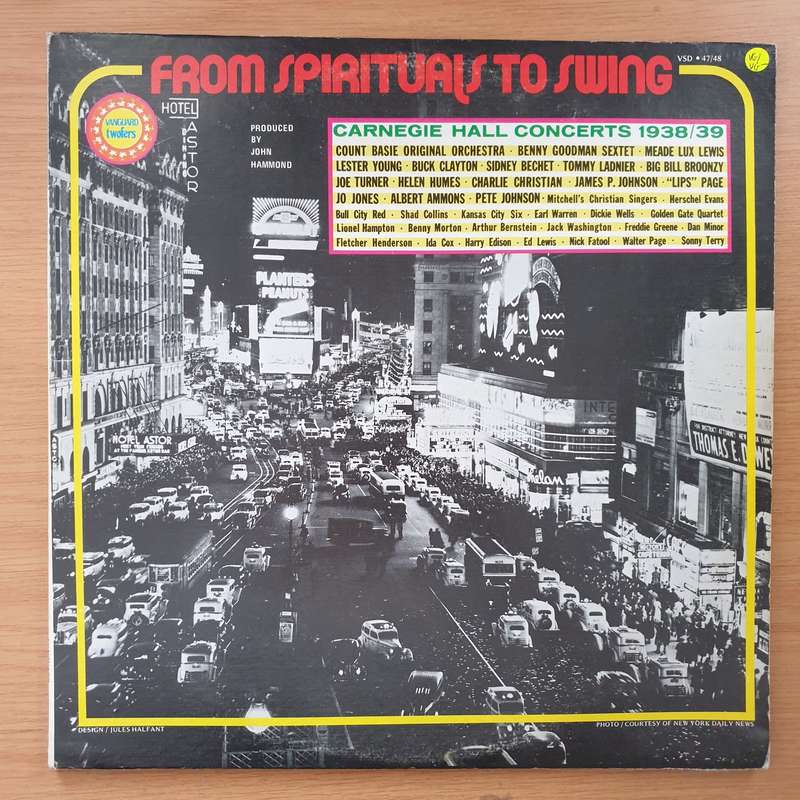 FROM SPIRITUALS TO SWING
VSD • 47/48
VANGUARD
twofers
HOTEL
ASTOR
PRODUCED
BY
JOHN
HAMMOND
CARNEGIE HALL CONCERTS 1938/39
COUNT BASIE ORIGINAL ORCHESTRA · BENNY GOODMAN SEXTET · MEADE LUX LEWIS
LESTER YOUNG · BUCK CLAYTON · SIDNEY BECHET · TOMMY LADNIER · BIG BILL BROONZY
JOE TURNER · HELEN HUMES · CHARLIE CHRISTIAN · JAMES P. JOHNSON · "LIPS" PAGE
JO JONES · ALBERT AMMONS · PETE JOHNSON · Mitchell's Christian Singers · Herschel Evans
Bull City Red · Shad Collins · Kansas City Six · Earl Warren · Dickie Wells · Golden Gate Quartet
Lionel Hampton · Benny Morton · Arthur Bernstein · Jack Washington · Freddie Greene · Dan Minor
Fletcher Henderson · Ida Cox · Harry Edison · Ed Lewis · Nick Fatool · Walter Page · Sonny Terry
PLANTERS
PEANUTS
HOTEL ASTOR
THOMAS E. DEWEY
DESIGN / JULES HALFANT
PHOTO / COURTESY OF NEW YORK DAILY NEWS